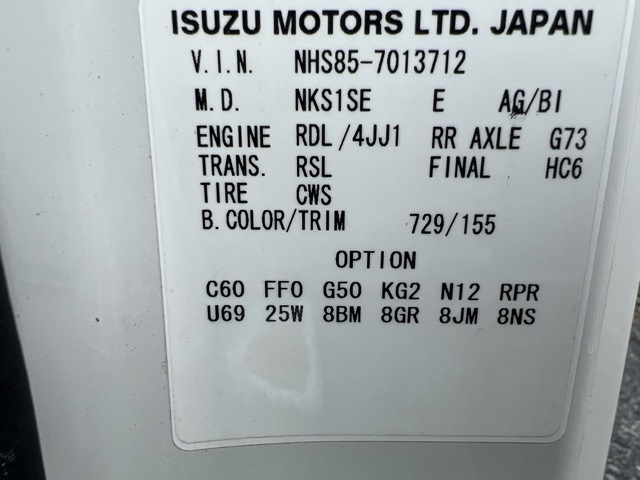 ISUZU MOTORS LTD. JAPAN
V.I.N. NHS85-7013712
M.D. NKS1SE E AG/BI
ENGINE RDL/4JJ1 RR AXLE G73
TRANS. RSL FINAL HC6
TIRE CWS
B.COLOR/TRIM 729/155
OPTION
C60 FF0 G50 KG2 N12 RPR
U69 25W 8BM 8GR 8JM 8NS